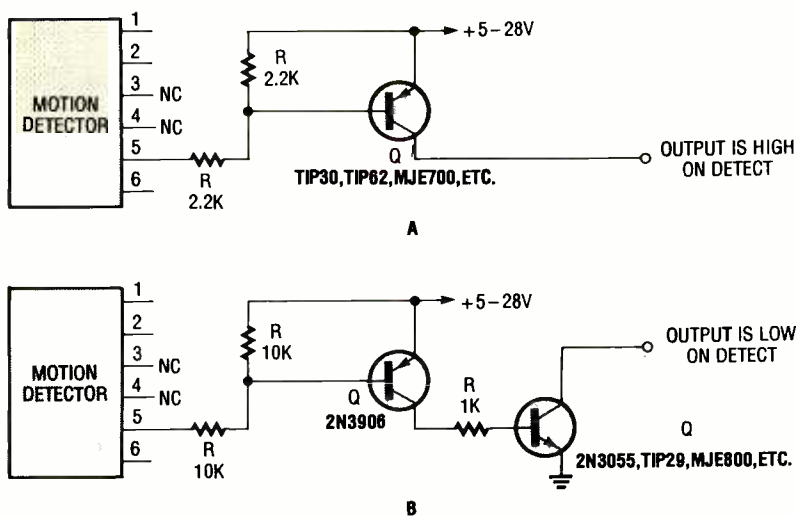 1
2
3 NC
4 NC
5
6
MOTION
DETECTOR
R
2.2K
R
2.2K
+5–28V
Q
TIP30,TIP62,MJE700,ETC.
OUTPUT IS HIGH
ON DETECT
A
1
2
3 NC
4 NC
5
6
MOTION
DETECTOR
R
10K
R
10K
+5–28V
Q
2N3906
R
1K
OUTPUT IS LOW
ON DETECT
Q
2N3055,TIP29,MJE800,ETC.
B